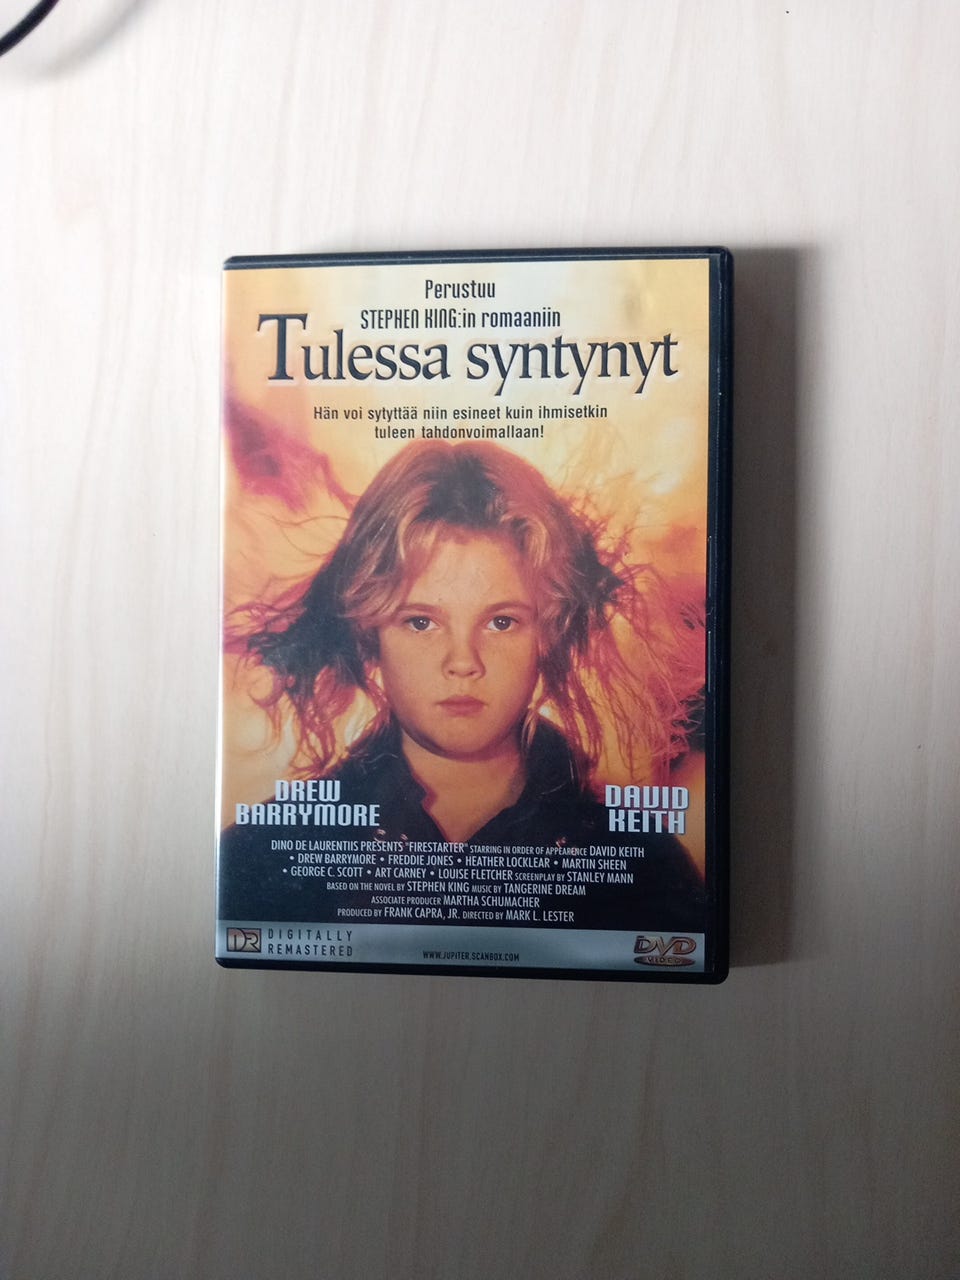 Perustuu
STEPHEN KING:in romaaniin
Tulessa syntynyt
Hän voi sytyttää niin esineet kuin ihmisetkin
tuleen tahdonvoimallaan!
DREW
BARRYMORE
DAVID
KEITH
DINO DE LAURENTIIS PRESENTS "FIRESTARTER" STARRING IN ORDER OF APPEARENCE DAVID KEITH
• DREW BARRYMORE • FREDDIE JONES • HEATHER LOCKLEAR • MARTIN SHEEN
• GEORGE C. SCOTT • ART CARNEY • LOUISE FLETCHER SCREENPLAY BY STANLEY MANN
BASED ON THE NOVEL BY STEPHEN KING MUSIC BY TANGERINE DREAM
ASSOCIATE PRODUCER MARTHA SCHUMACHER
PRODUCED BY FRANK CAPRA, JR. DIRECTED BY MARK L. LESTER
DR DIGITALLY
REMASTERED
WWW.JUPITER.SCANBOX.COM
DVD
VIDEO